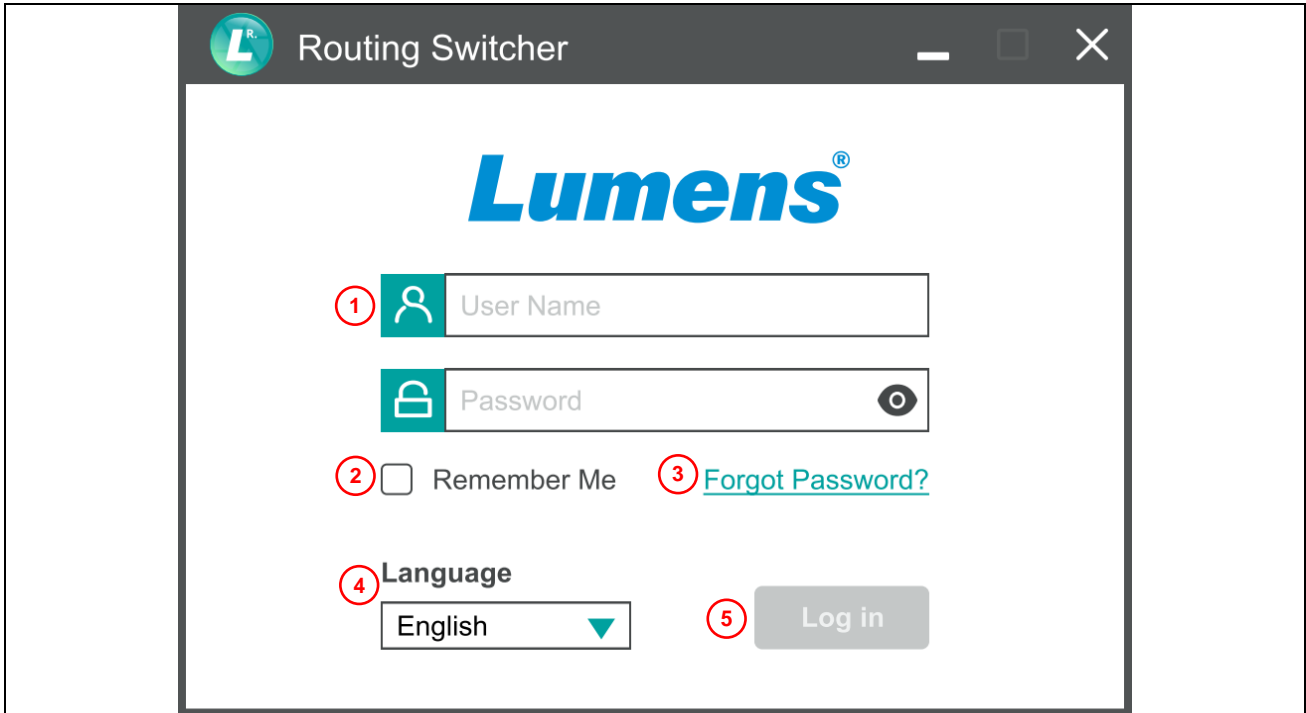 L R. Routing Switcher
Lumens®
1 User Name
Password
2 Remember Me 3 Forgot Password?
4 Language
English
5 Log in